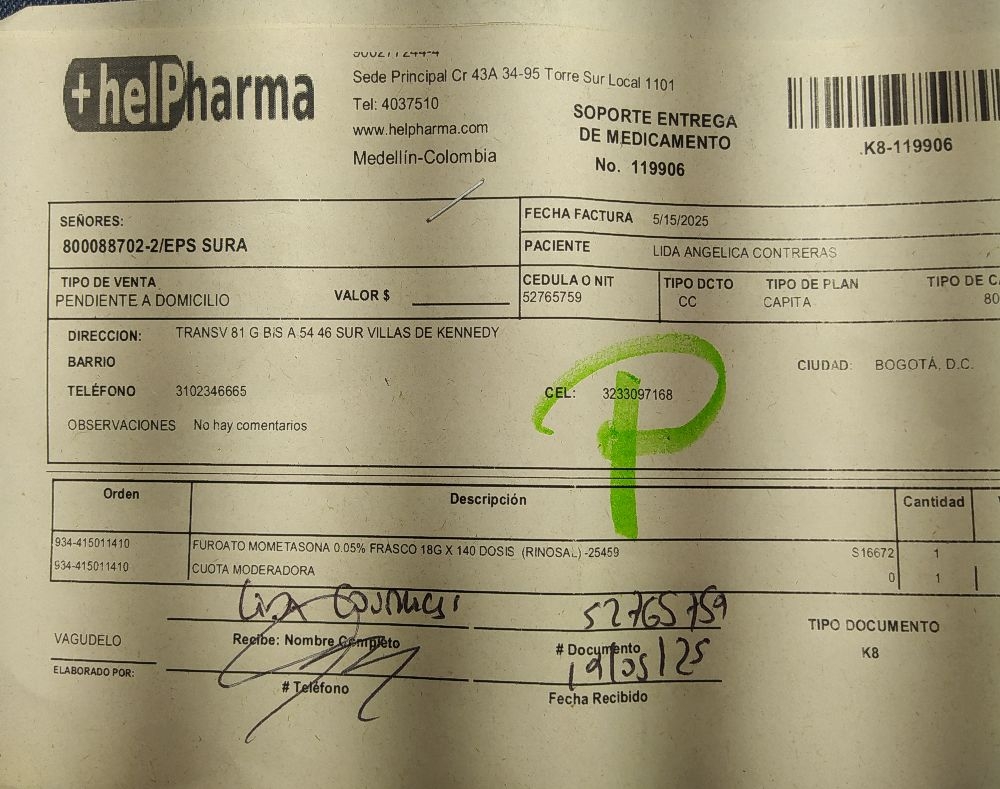 +helPharma
Sede Principal Cr 43A 34-95 Torre Sur Local 1101
Tel: 4037510
www.helpharma.com
Medellín-Colombia
SOPORTE ENTREGA
DE MEDICAMENTO
No. 119906
.K8-119906
SEÑORES:
800088702-2/EPS SURA
FECHA FACTURA 5/15/2025
PACIENTE LIDA ANGELICA CONTRERAS
TIPO DE VENTA
PENDIENTE A DOMICILIO
VALOR $
CEDULA O NIT
52765759
TIPO DCTO
CC
TIPO DE PLAN
CAPITA
TIPO DE
80
DIRECCION: TRANSV 81 G BIS A 54 46 SUR VILLAS DE KENNEDY
BARRIO
CIUDAD: BOGOTÁ, D.C.
TELÉFONO 3102346665
CEL: 3233097168
OBSERVACIONES No hay comentarios
P
Orden Descripción Cantidad
934-415011410 FUROATO MOMETASONA 0.05% FRASCO 18G X 140 DOSIS (RINOSAL) -25459 S16672 1
934-415011410 CUOTA MODERADORA 0 1
52765759
VAGUDELO
Recibe: Nombre Completo
# Documento
TIPO DOCUMENTO
K8
19/05/25
ELABORADO POR:
# Teléfono
Fecha Recibido